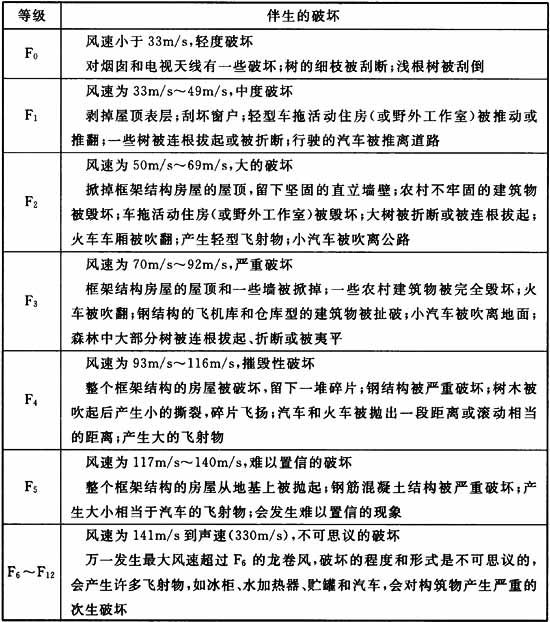 等级 伴生的破坏
F₀
风速小于 33m/s,轻度破坏
对烟囱和电视天线有一些破坏;树的细枝被刮断;浅根树被刮倒
F₁
风速为 33m/s~49m/s,中度破坏
剥掉屋顶表层;刮坏窗户;轻型车拖活动住房(或野外工作室)被推动或
推翻;一些树被连根拔起或被折断;行驶的汽车被推离道路
F₂
风速为 50m/s~69m/s,大的破坏
掀掉框架结构房屋的屋顶,留下坚固的直立墙壁;农村不牢固的建筑物
被毁坏;车拖活动住房(或野外工作室)被毁坏;大树被折断或被连根拔起;
火车车厢被吹翻;产生轻型飞射物;小汽车被吹离公路
F₃
风速为 70m/s~92m/s,严重破坏
框架结构房屋的屋顶和一些墙被掀掉;一些农村建筑物被完全毁坏;火
车被吹翻;钢结构的飞机库和仓库型的建筑物被扯破;小汽车被吹离地面;
森林中大部分树被连根拔起、折断或被夷平
F₄
风速为 93m/s~116m/s,摧毁性破坏
整个框架结构的房屋被破坏,留下一堆碎片;钢结构被严重破坏;树木被
吹起后产生小的撕裂,碎片飞扬;汽车和火车被抛出一段距离或滚动相当
的距离;产生大的飞射物
F₅
风速为 117m/s~140m/s,难以置信的破坏
整个框架结构的房屋从地基上被抛起;钢筋混凝土结构被严重破坏;产
生大小相当于汽车的飞射物;会发生难以置信的现象
F₆~F₁₂
风速为 141m/s 到声速(330m/s),不可思议的破坏
万一发生最大风速超过 F₆ 的龙卷风,破坏的程度和形式是不可思议的,
会产生许多飞射物,如冰柜、水加热器、贮罐和汽车,会对构筑物产生严重的
次生破坏